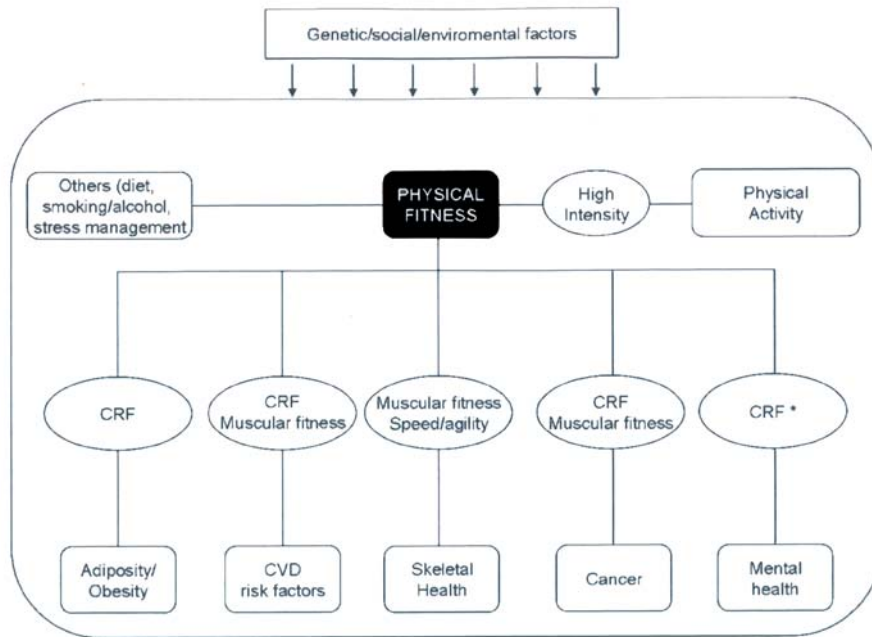 Genetic/social/enviromental factors
Others (diet,
smoking/alcohol,
stress management
PHYSICAL
FITNESS
High
Intensity
Physical
Activity
CRF
CRF
Muscular fitness
Muscular fitness
Speed/agility
CRF
Muscular fitness
CRF *
Adiposity/
Obesity
CVD
risk factors
Skeletal
Health
Cancer
Mental
health